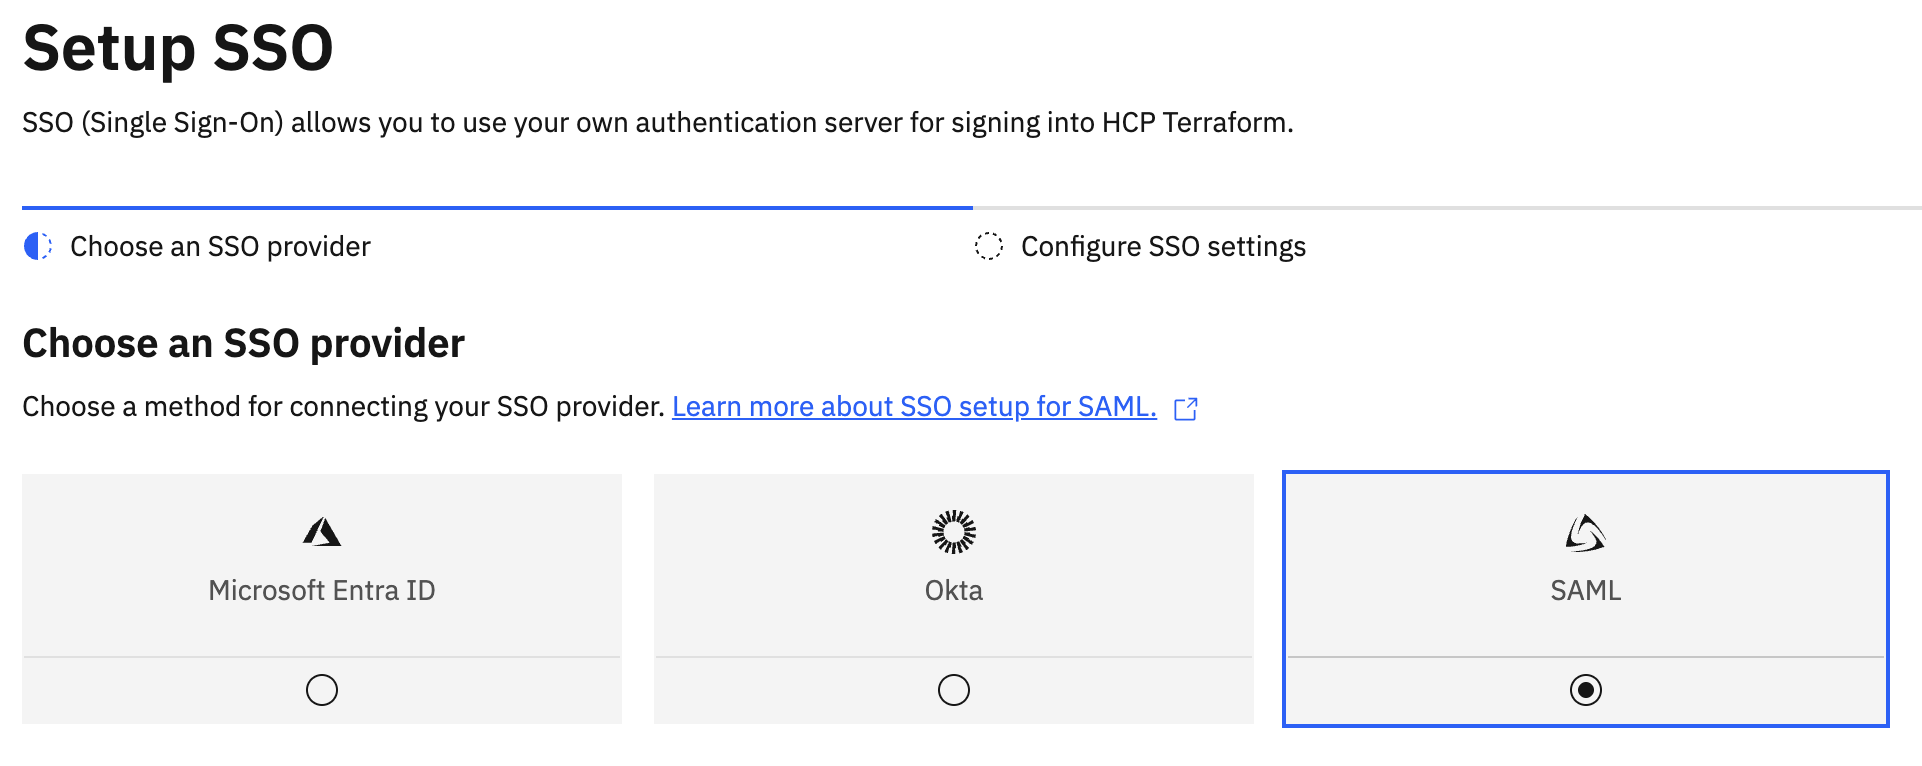 Setup SSO
SSO (Single Sign-On) allows you to use your own authentication server for signing into HCP Terraform.
Choose an SSO provider
Configure SSO settings
Choose an SSO provider
Choose a method for connecting your SSO provider. Learn more about SSO setup for SAML.
Microsoft Entra ID
Okta
SAML